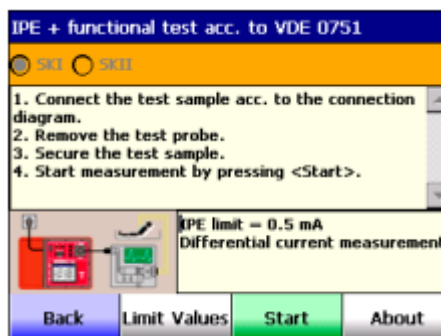 IPE + functional test acc. to VDE 0751
SKI SKII
1. Connect the test sample acc. to the connection
diagram.
2. Remove the test probe.
3. Secure the test sample.
4. Start measurement by pressing <Start>.
IPE limit = 0.5 mA
Differential current measurement
Back Limit Values Start About